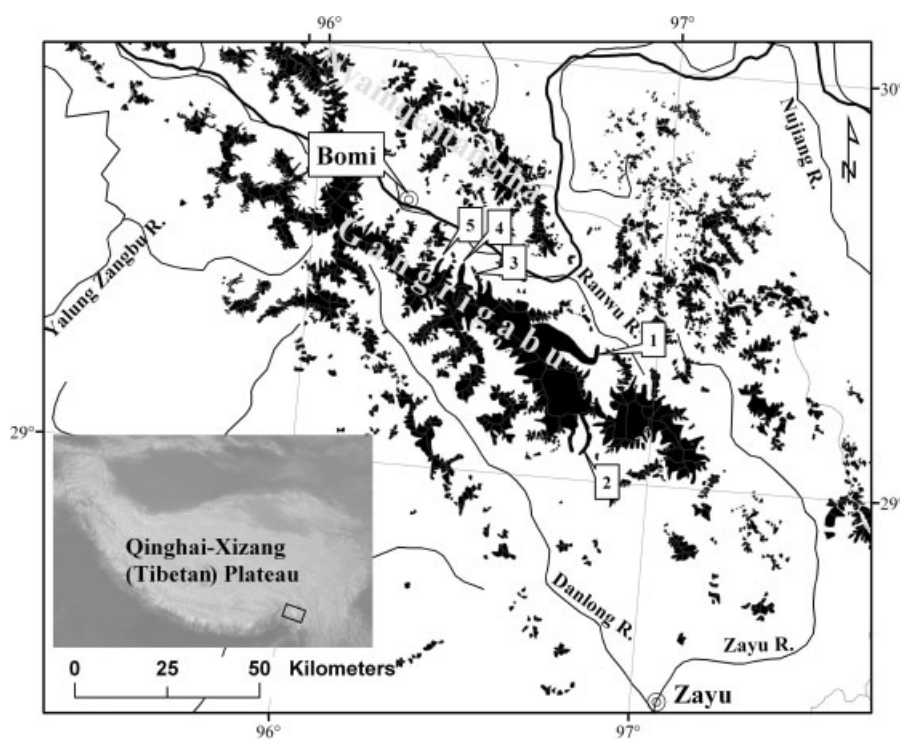 96°
97°
30°
Nujiang R.
N
Bomi
5
4
3
Gangrigabu
Yalung Zangbu R.
Ranwu R.
1
29°
2
29°
Qinghai-Xizang
(Tibetan) Plateau
Danlong R.
Zayu R.
0 25 50 Kilometers
Zayu
96°
97°